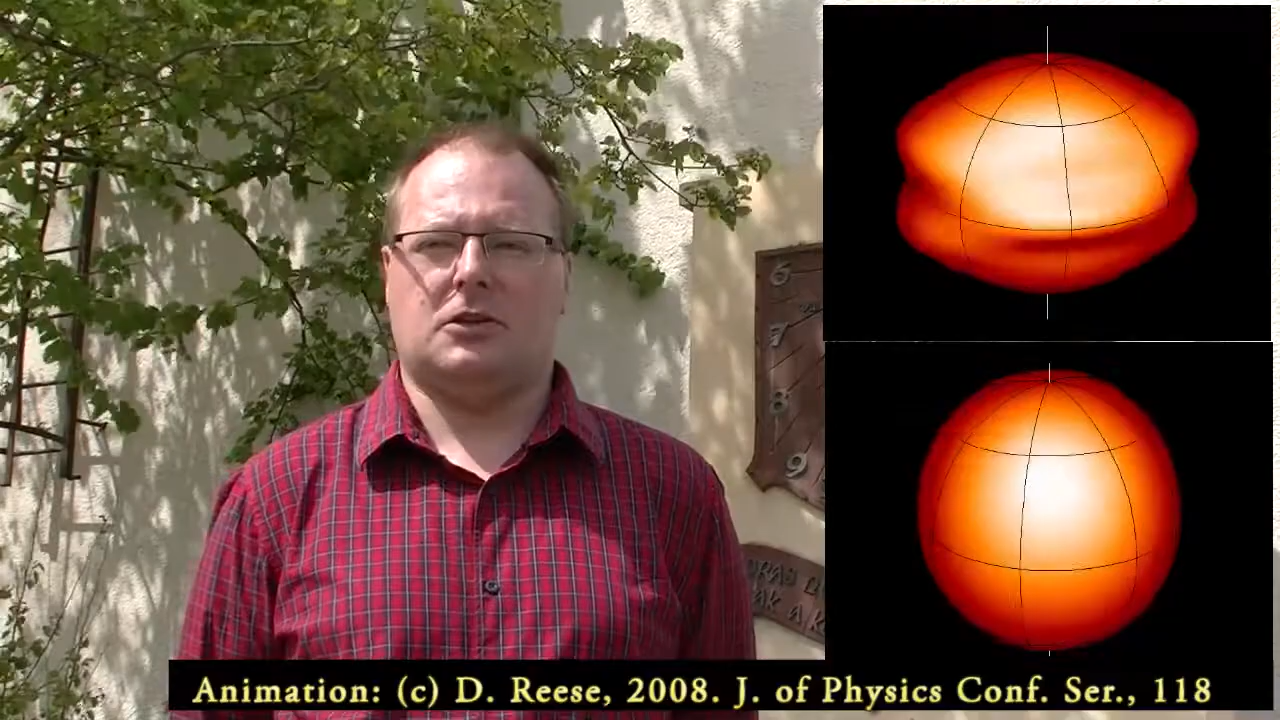 6
7
8
9
Animation: (c) D. Reese, 2008. J. of Physics Conf. Ser., 118